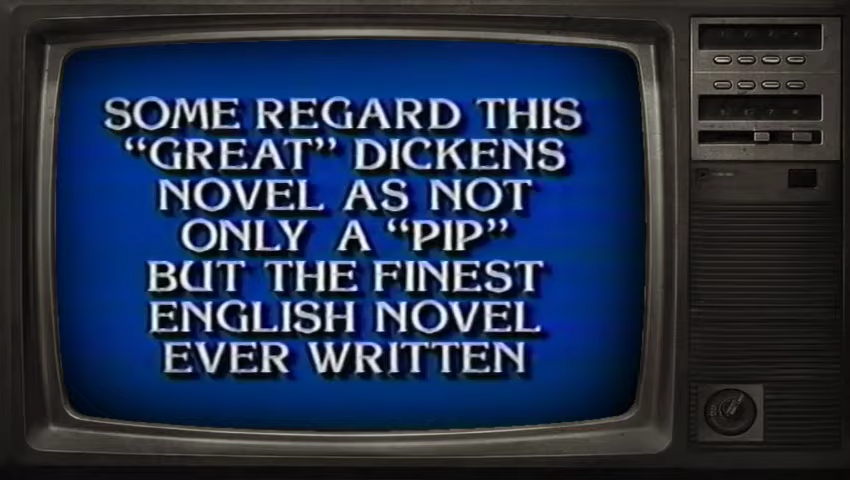 SOME REGARD THIS
“GREAT” DICKENS
NOVEL AS NOT
ONLY A “PIP”
BUT THE FINEST
ENGLISH NOVEL
EVER WRITTEN